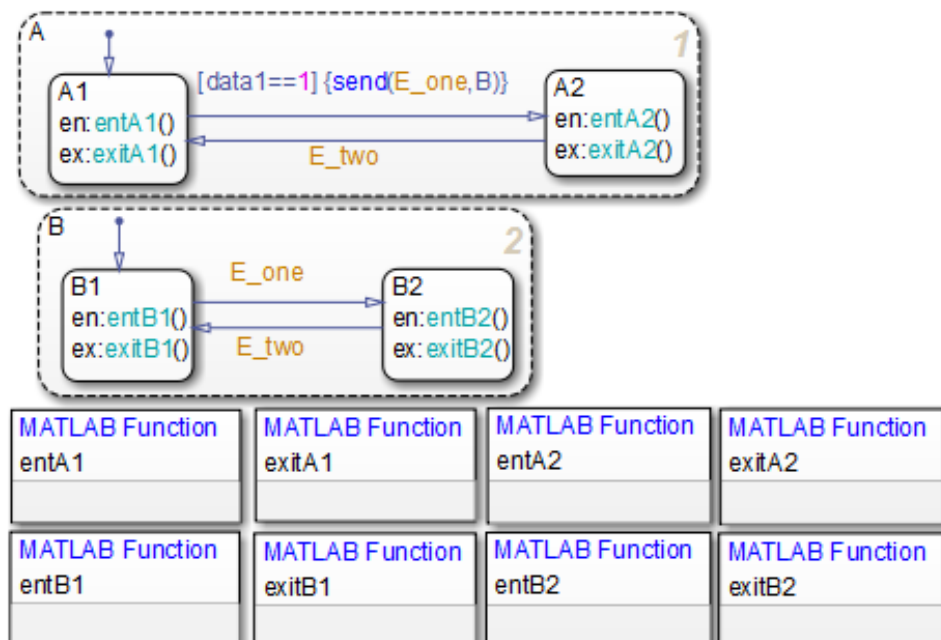 A
1
[data1==1] {send(E_one,B)}
A1
en:entA1()
ex:exitA1()
A2
en:entA2()
ex:exitA2()
E_two
B
2
E_one
B1
en:entB1()
ex:exitB1()
B2
en:entB2()
ex:exitB2()
E_two
MATLAB Function
entA1
MATLAB Function
exitA1
MATLAB Function
entA2
MATLAB Function
exitA2
MATLAB Function
entB1
MATLAB Function
exitB1
MATLAB Function
entB2
MATLAB Function
exitB2